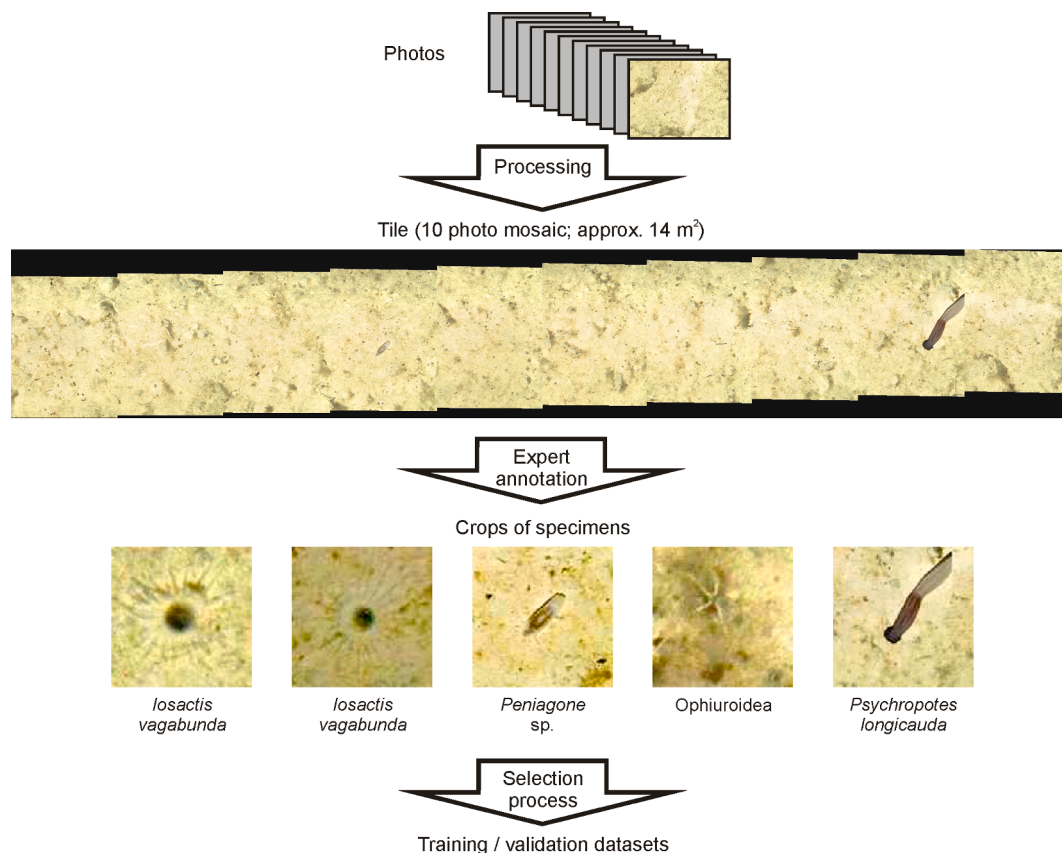 Photos
Processing
Tile (10 photo mosaic; approx. 14 m²)
Expert
annotation
Crops of specimens
Iosactis
vagabunda
Iosactis
vagabunda
Peniagone
sp.
Ophiuroidea
Psychropotes
longicauda
Selection
process
Training / validation datasets